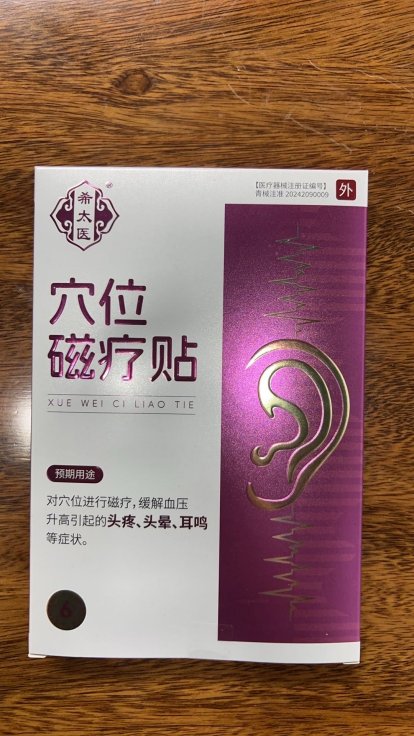 希太医®
【医疗器械注册证编号】
青械注准 20242090009
外
穴位
磁疗贴
XUE WEI CI LIAO TIE
预期用途
对穴位进行磁疗，缓解血压
升高引起的头疼、头晕、耳鸣
等症状。